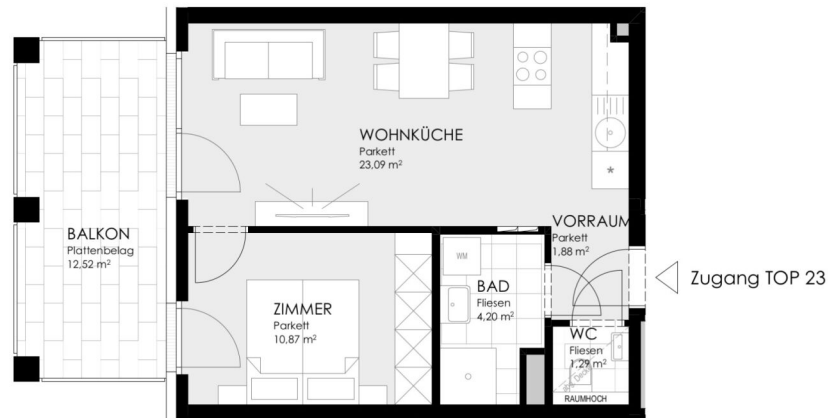 WOHNKÜCHE
Parkett
23,09 m²
*
BALKON
Plattenbelag
12,52 m²
VORRAUM
Parkett
1,88 m²
Zugang TOP 23
WM
BAD
Fliesen
4,20 m²
ZIMMER
Parkett
10,87 m²
WC
Fliesen
1,29 m²
RAUMHOCH